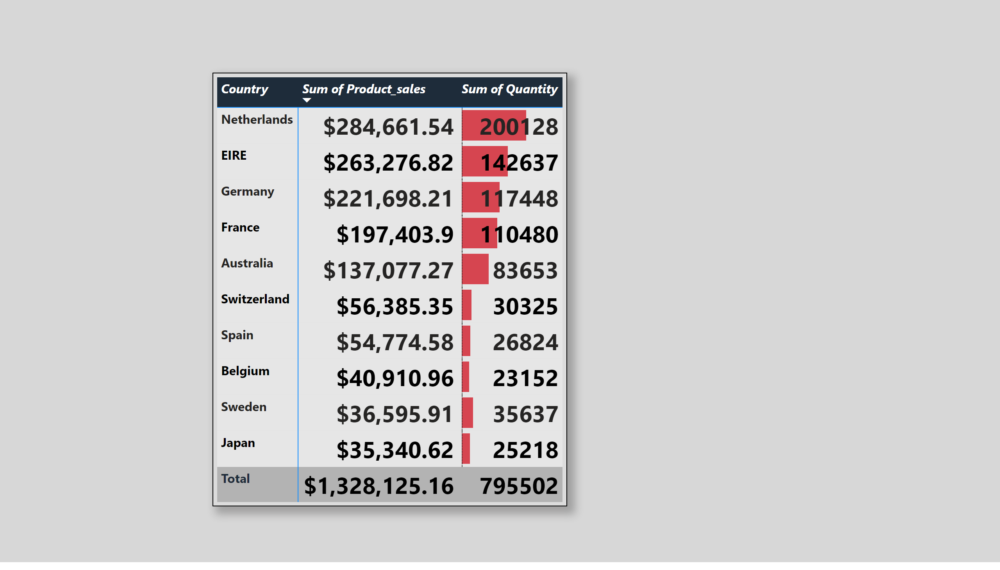 Country Sum of Product_sales Sum of Quantity
Netherlands $284,661.54 200128
EIRE $263,276.82 142637
Germany $221,698.21 117448
France $197,403.9 110480
Australia $137,077.27 83653
Switzerland $56,385.35 30325
Spain $54,774.58 26824
Belgium $40,910.96 23152
Sweden $36,595.91 35637
Japan $35,340.62 25218
Total $1,328,125.16 795502